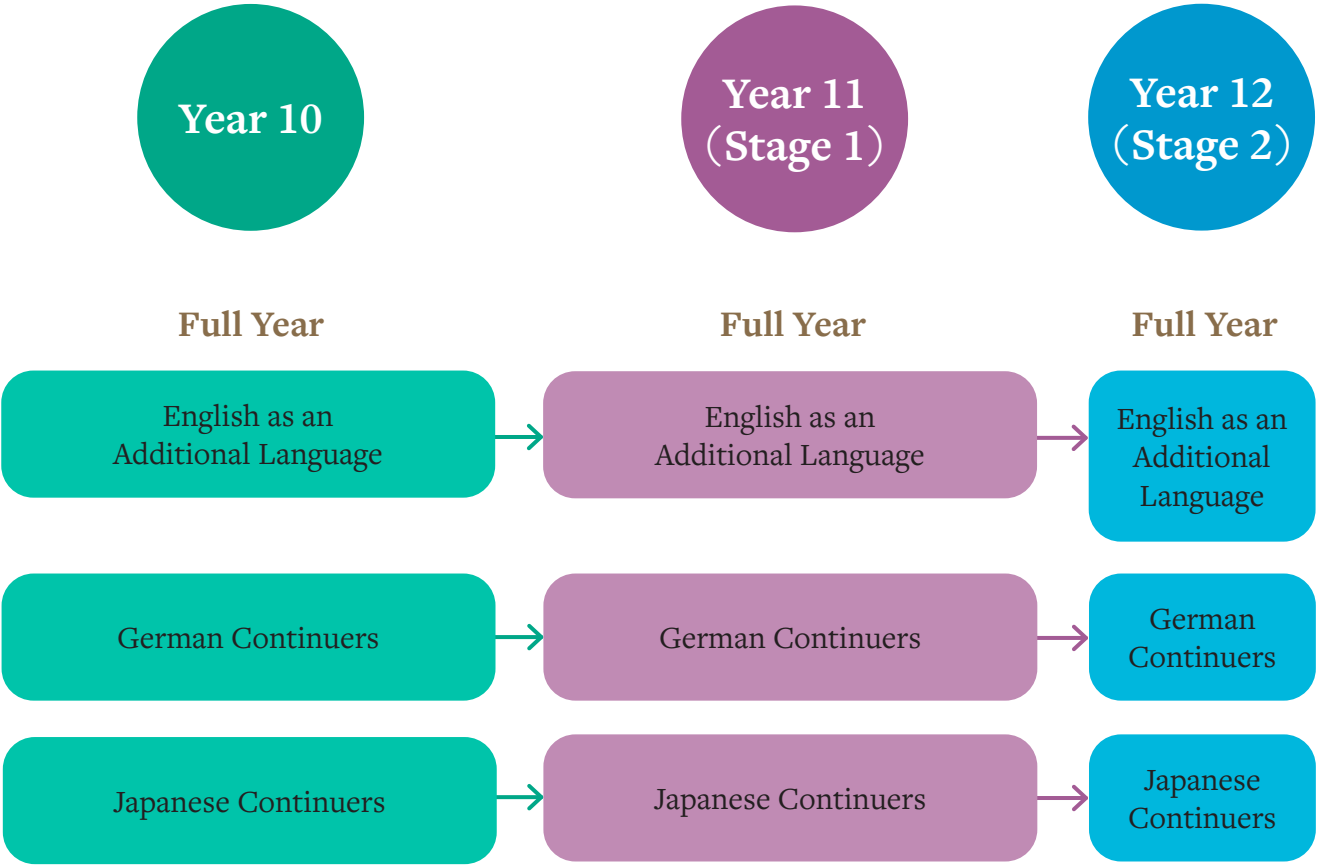 Year 10
Year 11
(Stage 1)
Year 12
(Stage 2)
Full Year
Full Year
Full Year
English as an
Additional Language
English as an
Additional Language
English as an
Additional
Language
German Continuers
German Continuers
German
Continuers
Japanese Continuers
Japanese Continuers
Japanese
Continuers